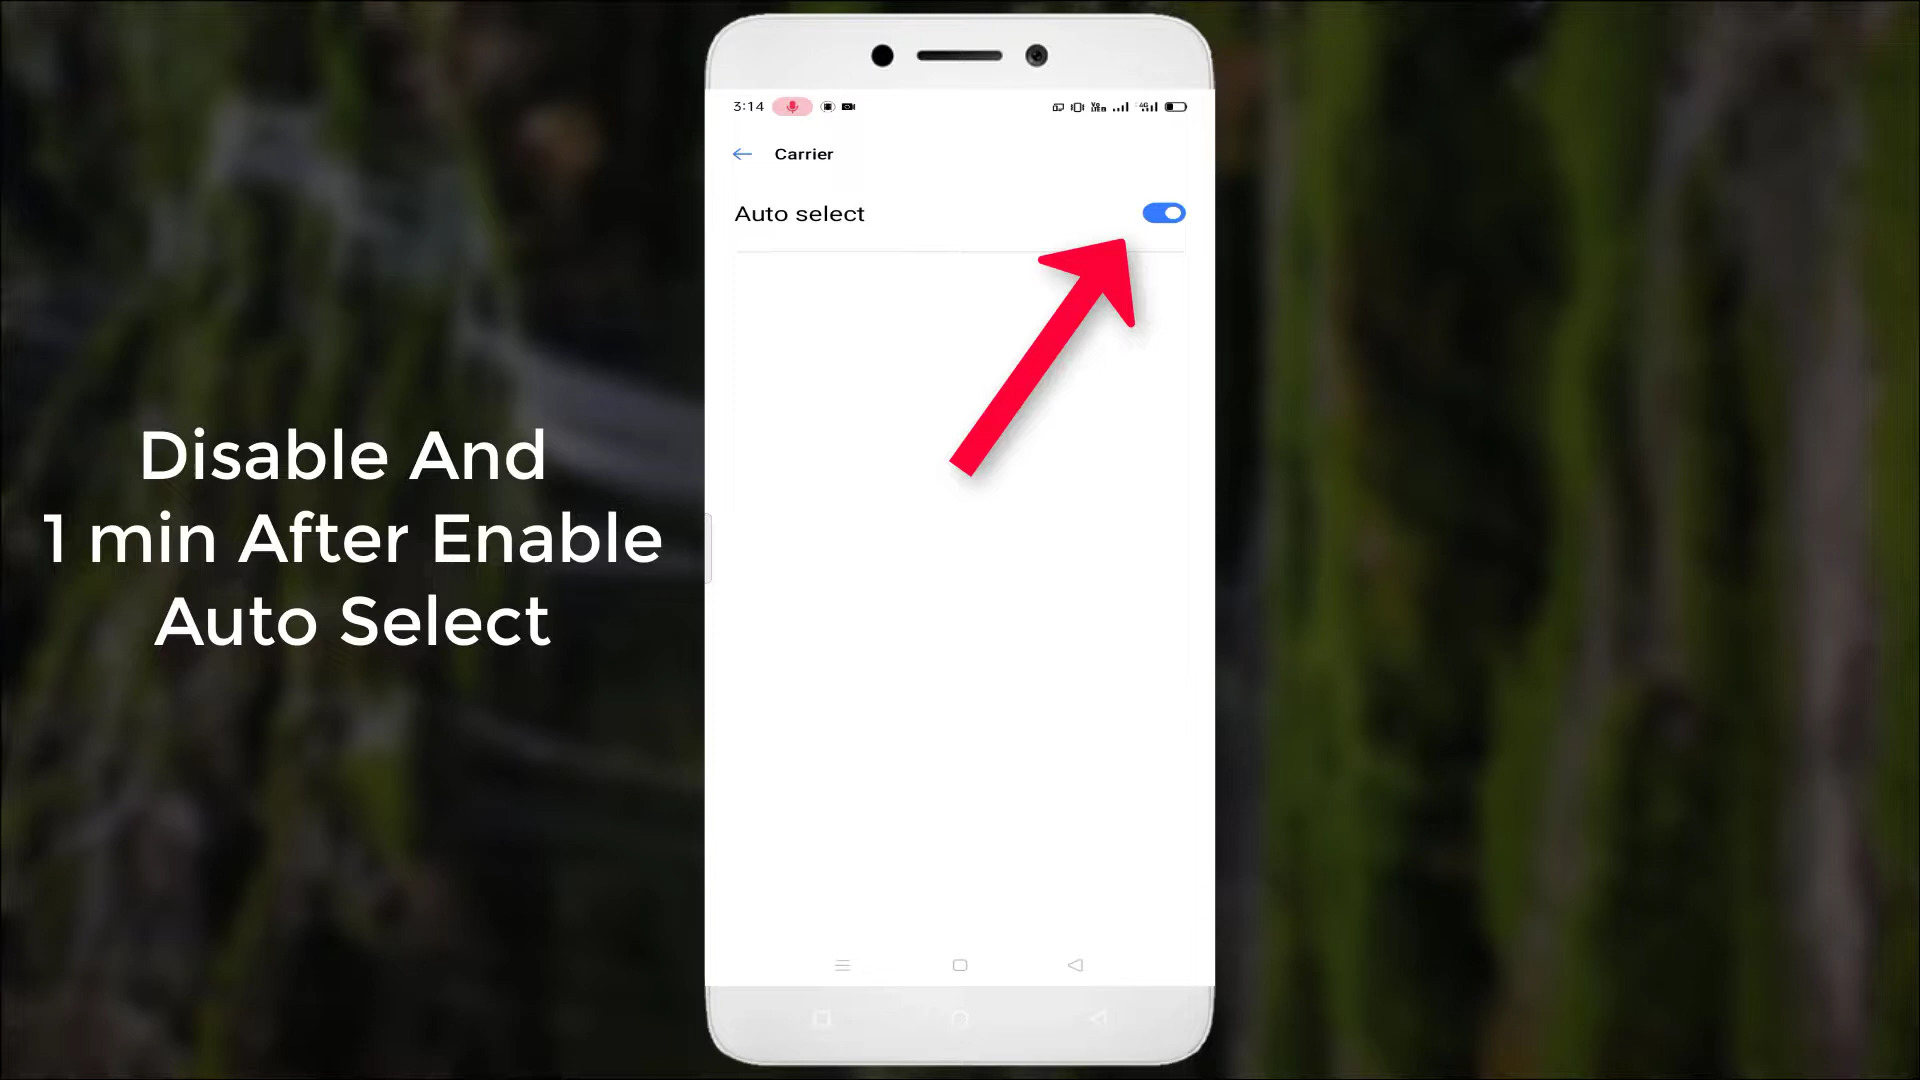 3:14
Carrier
Auto select
Disable And
1 min After Enable
Auto Select